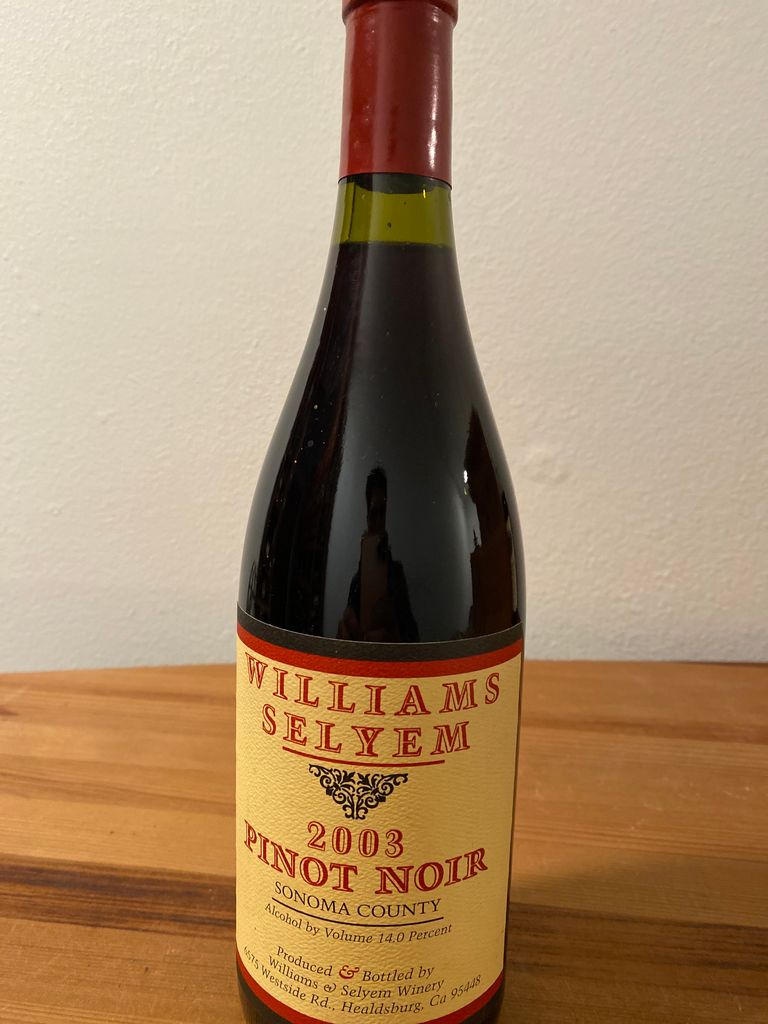 WILLIAMS
SELYEM
2003
PINOT NOIR
SONOMA COUNTY
Alcohol by Volume 14.0 Percent
Produced & Bottled by
Williams & Selyem Winery
6575 Westside Rd., Healdsburg, Ca 95448